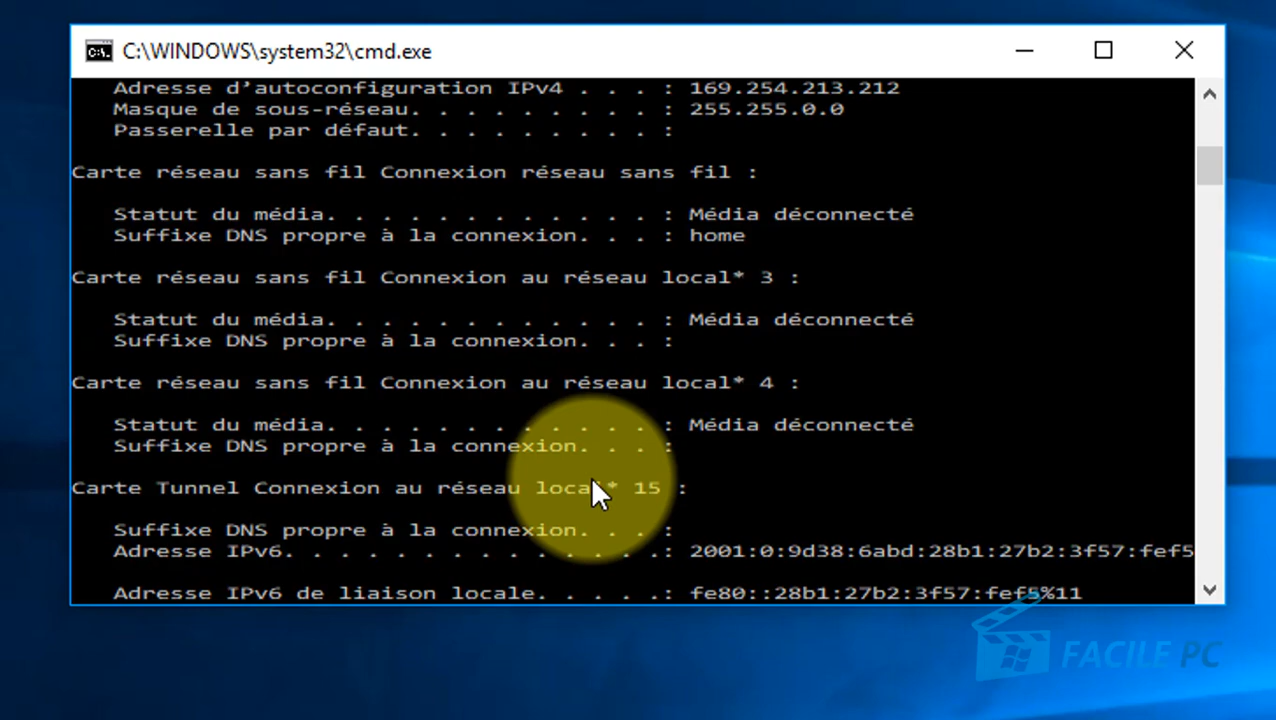 C:\WINDOWS\system32\cmd.exe
Adresse d'autoconfiguration IPv4 . . . : 169.254.213.212
Masque de sous-réseau. . . . . . . . . : 255.255.0.0
Passerelle par défaut. . . . . . . . . :
Carte réseau sans fil Connexion réseau sans fil :
Statut du média. . . . . . . . . . . . : Média déconnecté
Suffixe DNS propre à la connexion. . . : home
Carte réseau sans fil Connexion au réseau local* 3 :
Statut du média. . . . . . . . . . . . : Média déconnecté
Suffixe DNS propre à la connexion. . . :
Carte réseau sans fil Connexion au réseau local* 4 :
Statut du média. . . . . . . . . . . . : Média déconnecté
Suffixe DNS propre à la connexion. . . :
Carte Tunnel Connexion au réseau local* 15 :
Suffixe DNS propre à la connexion. . . :
Adresse IPv6. . . . . . . . . . . . . .: 2001:0:9d38:6abd:28b1:27b2:3f57:fef5
Adresse IPv6 de liaison locale. . . . .: fe80::28b1:27b2:3f57:fef5%11
FACILE PC